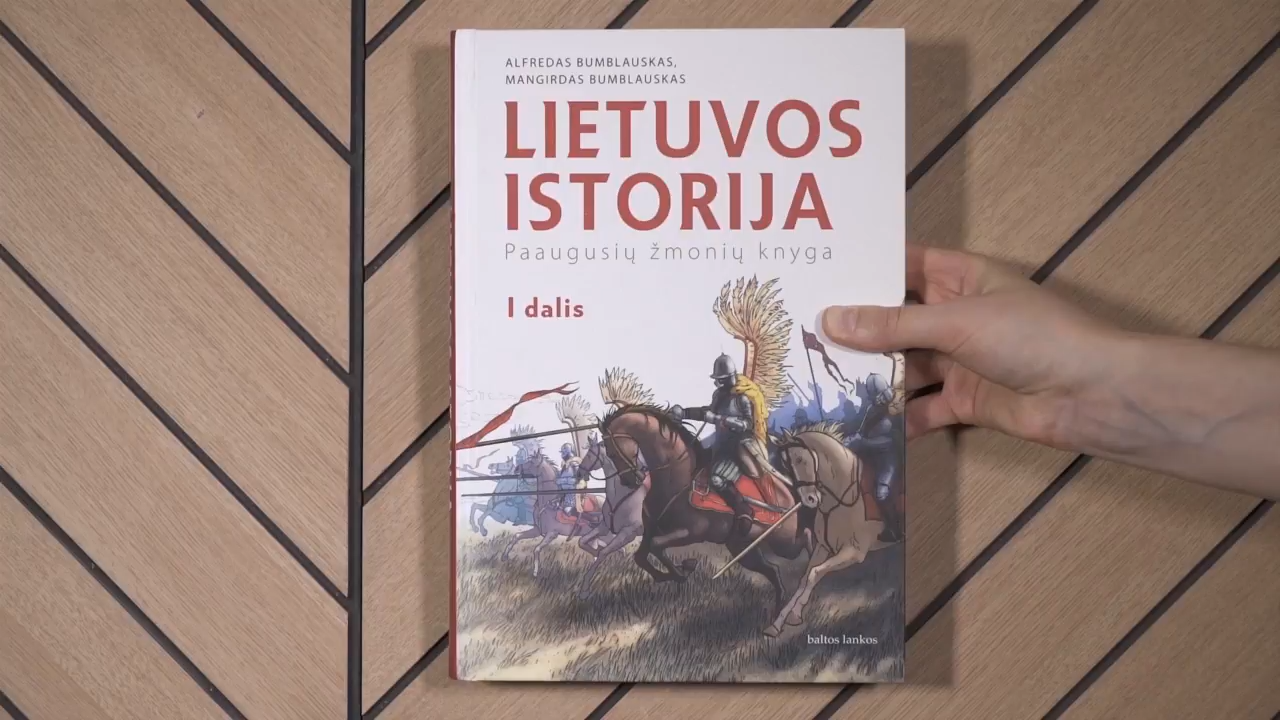 ALFREDAS BUMBLAUSKAS,
MANGIRDAS BUMBLAUSKAS
LIETUVOS
ISTORIJA
Paaugusių žmonių knyga
I dalis
baltos lankos